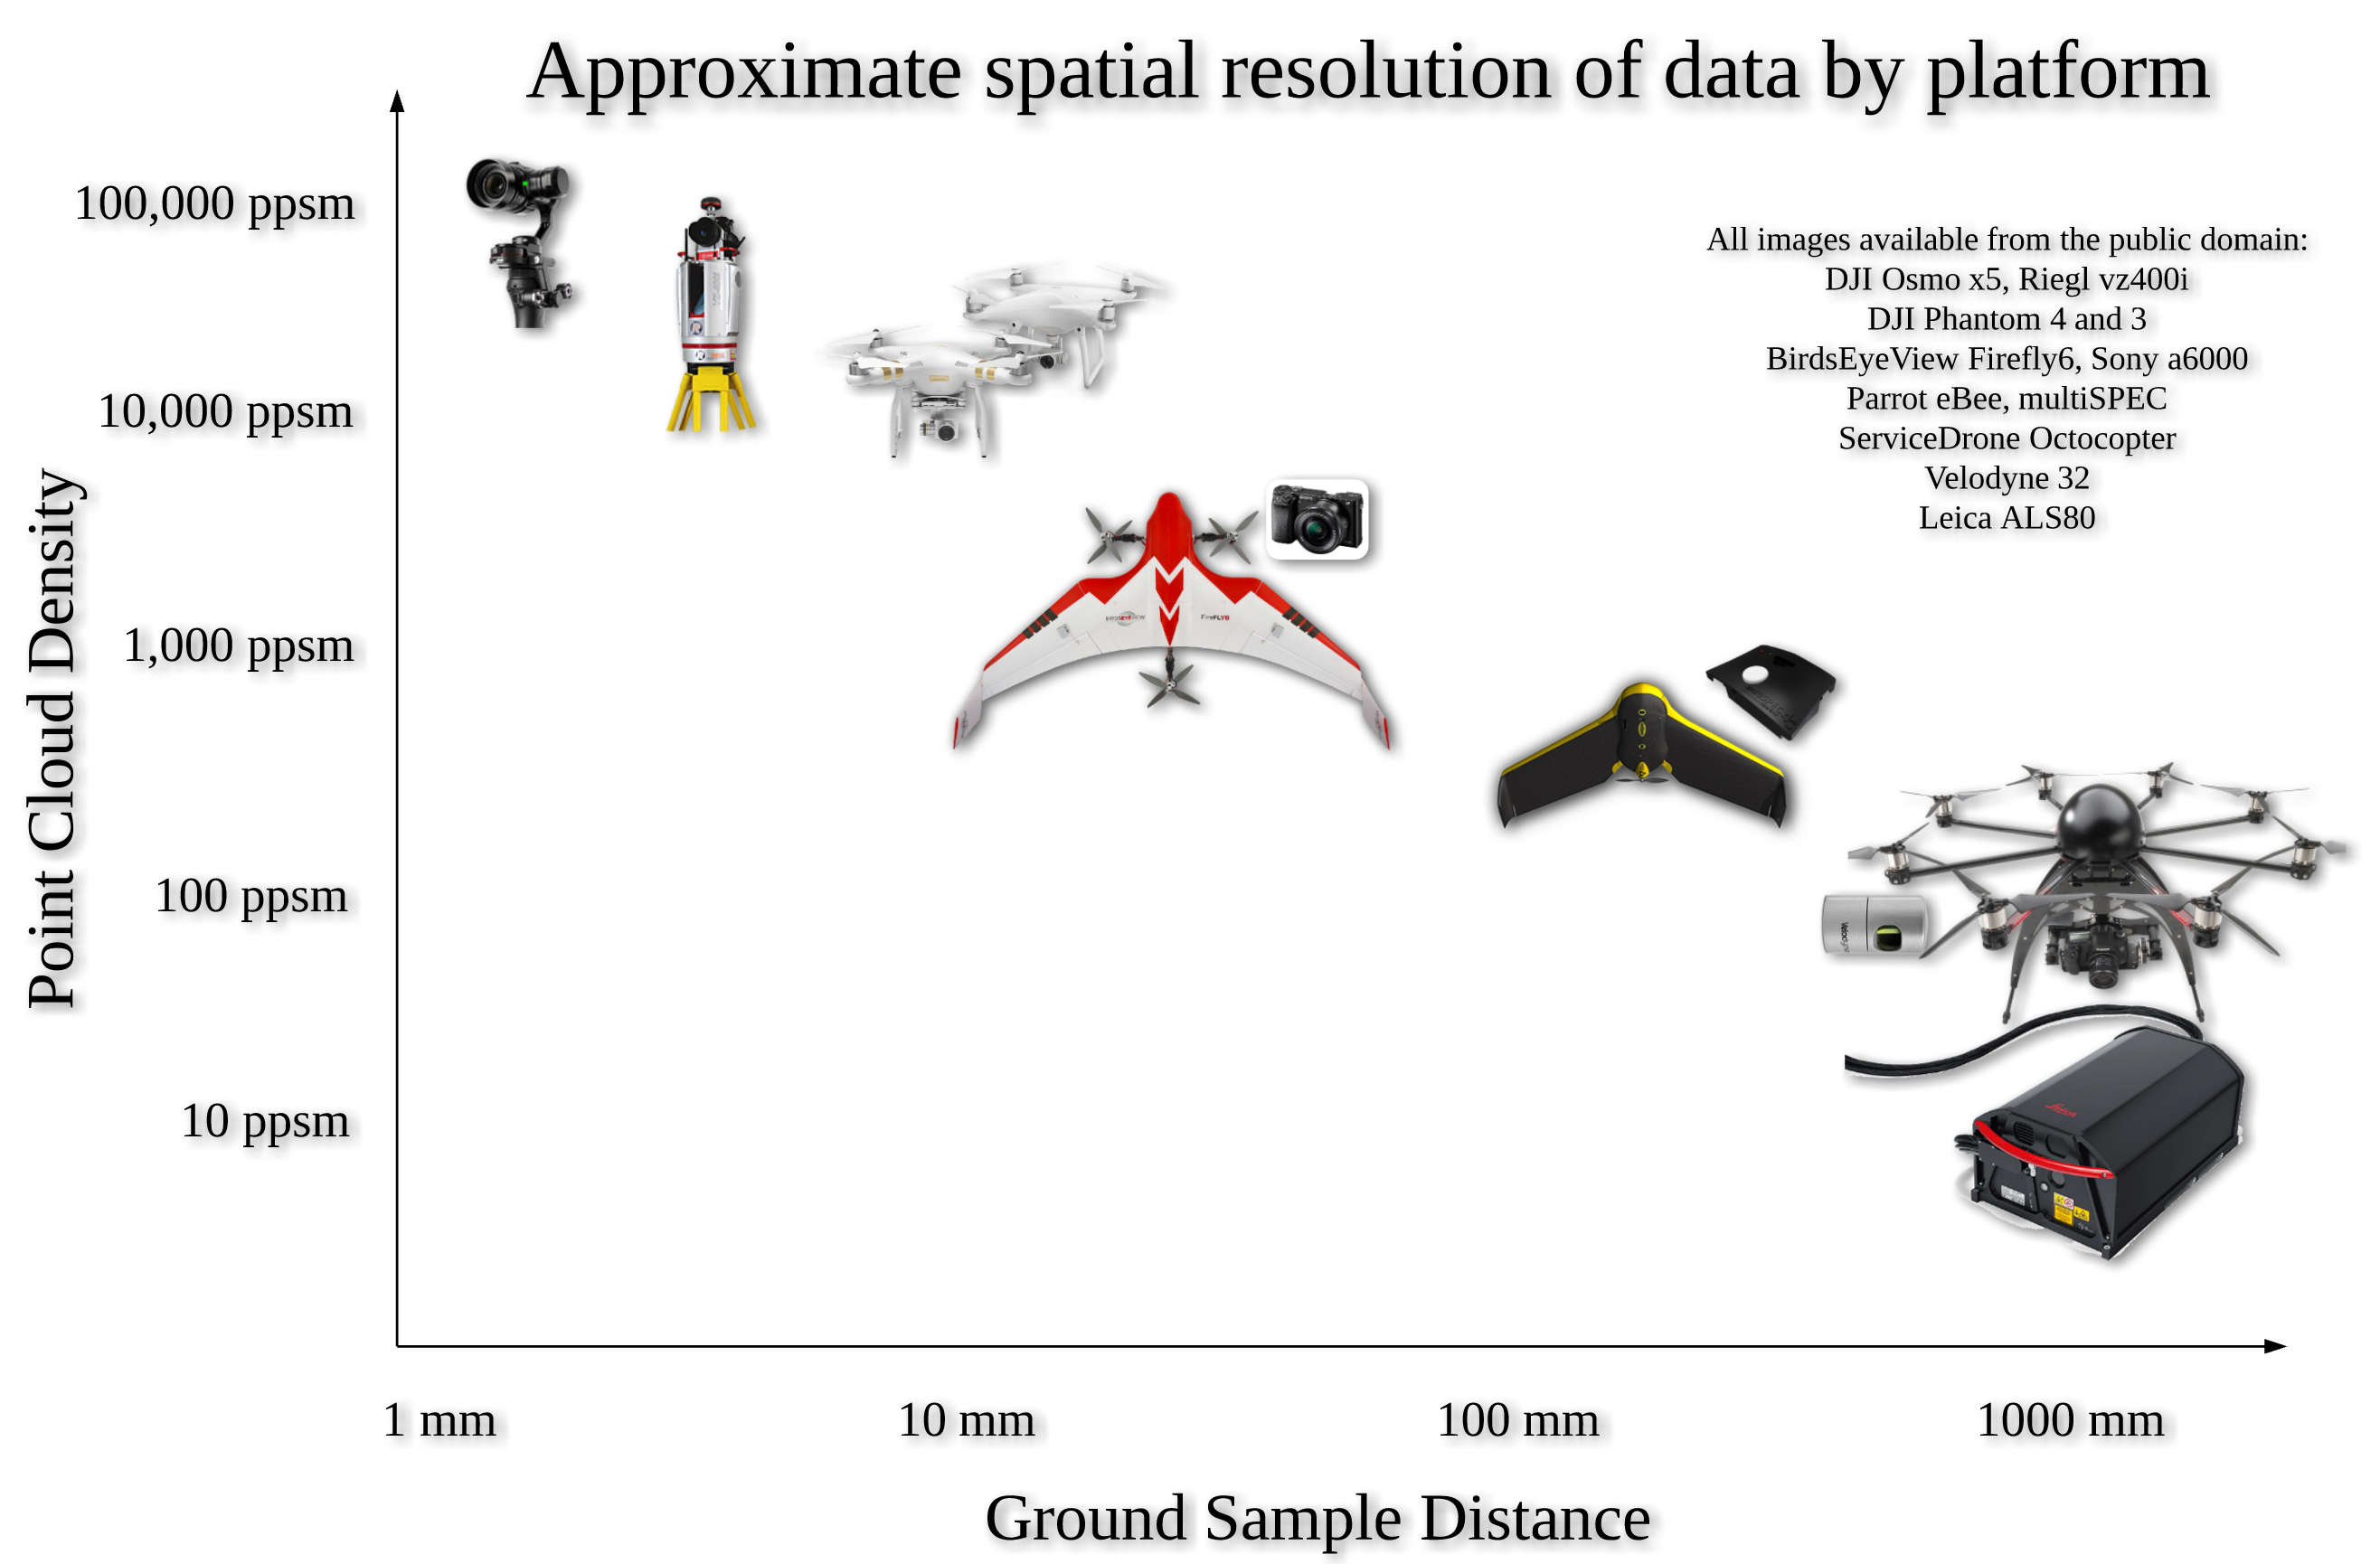 Approximate spatial resolution of data by platform
100,000 ppsm
10,000 ppsm
1,000 ppsm
100 ppsm
10 ppsm
Point Cloud Density
All images available from the public domain:
DJI Osmo x5, Riegl vz400i
DJI Phantom 4 and 3
BirdsEyeView Firefly6, Sony a6000
Parrot eBee, multiSPEC
ServiceDrone Octocopter
Velodyne 32
Leica ALS80
FireFLY6
Velodyne
Leica
1 mm
10 mm
100 mm
1000 mm
Ground Sample Distance